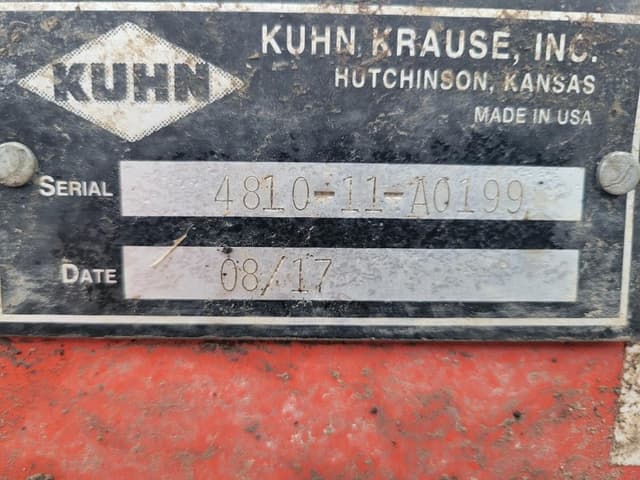 KUHN
KUHN KRAUSE, INC.
HUTCHINSON, KANSAS
MADE IN USA
SERIAL 4810-11-A0199
DATE 08/17